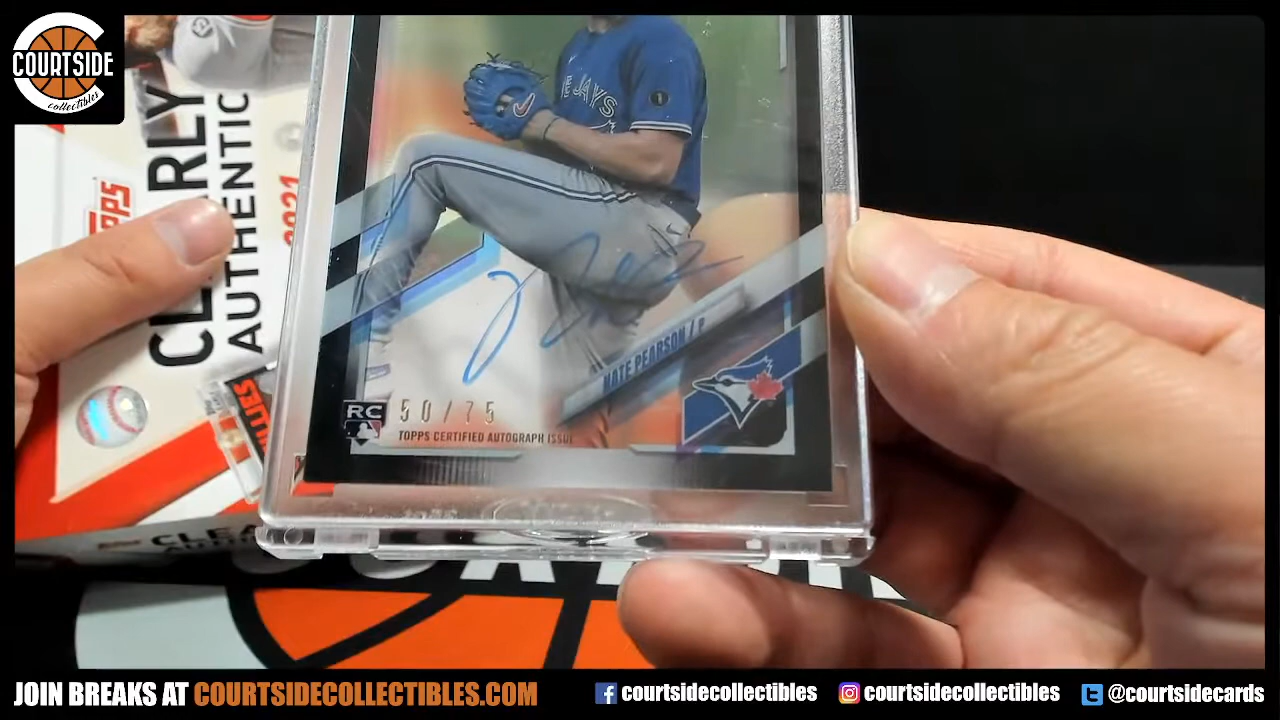 COURTSIDE
collectibles
CLEARLY
AUTHENTIC
2021
Topps
JAYS
1
NATE PEARSON / P
RC
50/75
TOPPS CERTIFIED AUTOGRAPH ISSUE
JOIN BREAKS AT COURTSIDECOLLECTIBLES.COM
courtsidecollectibles
courtsidecollectibles
@courtsidecards